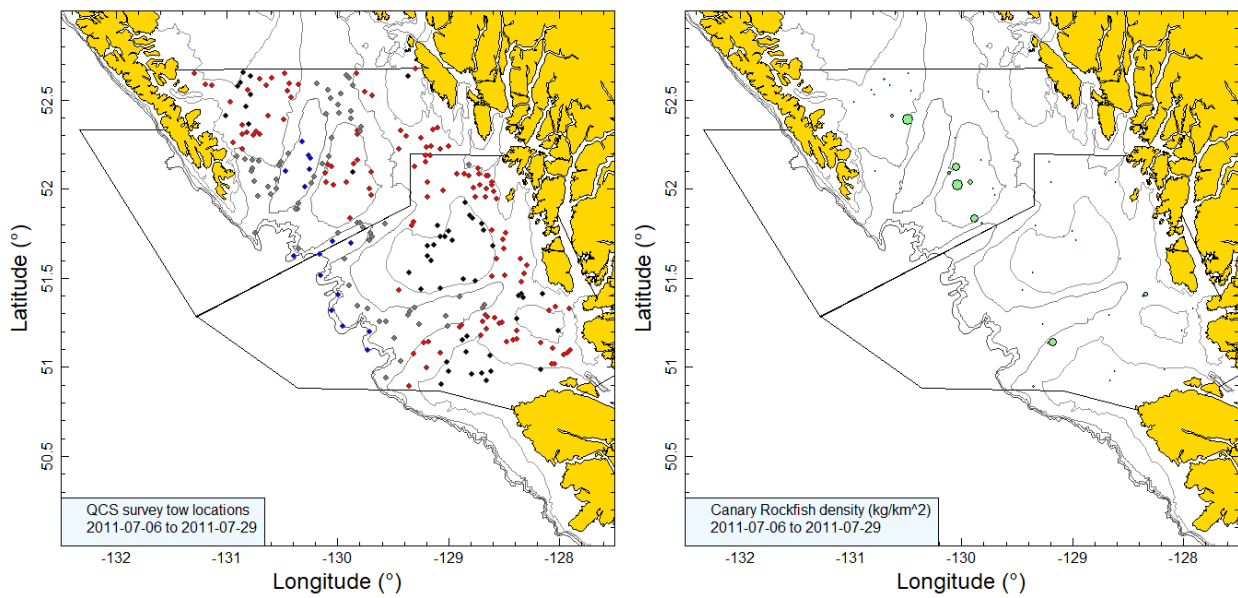 52.5
52
51.5
51
50.5
Latitude (°)
-132
-131
-130
-129
-128
Longitude (°)
QCS survey tow locations
2011-07-06 to 2011-07-29
52.5
52
51.5
51
50.5
Latitude (°)
-132
-131
-130
-129
-128
Longitude (°)
Canary Rockfish density (kg/km^2)
2011-07-06 to 2011-07-29